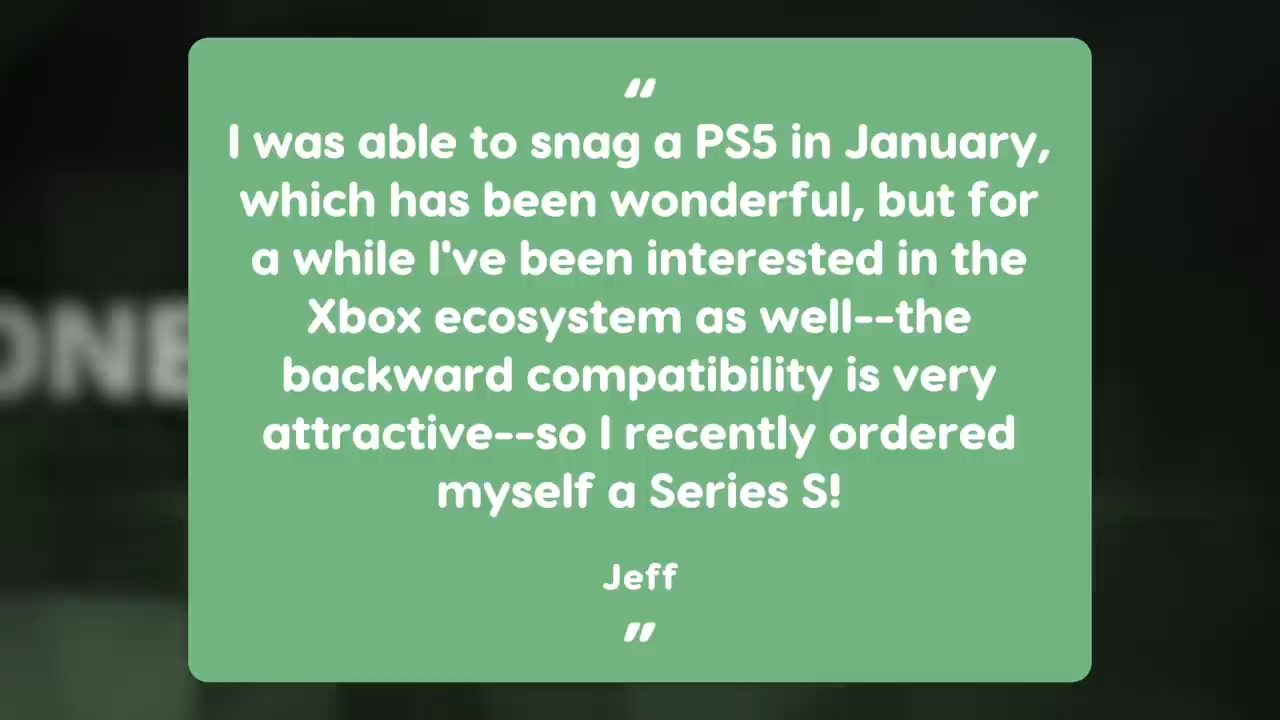 "
I was able to snag a PS5 in January,
which has been wonderful, but for
a while I've been interested in the
Xbox ecosystem as well--the
backward compatibility is very
attractive--so I recently ordered
myself a Series S!
Jeff
"